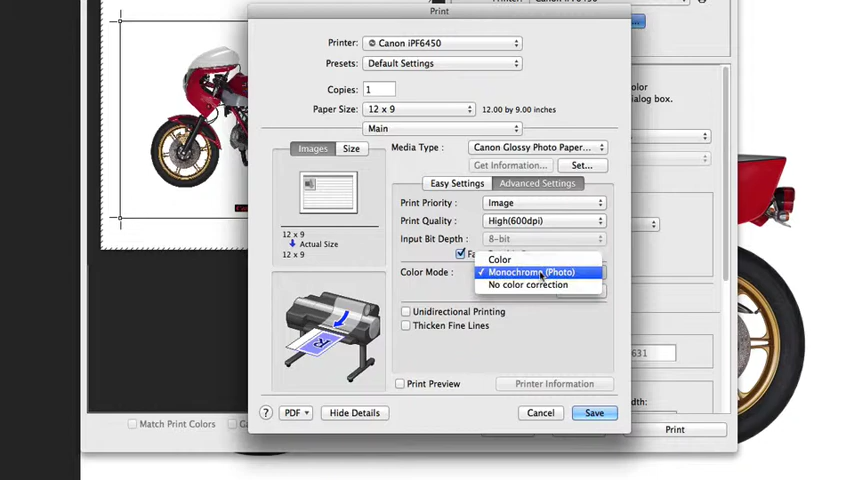 Print
Printer: Canon iPF6450
Presets: Default Settings
Copies: 1
Paper Size: 12 x 9 12.00 by 9.00 inches
Main
Images Size
Media Type: Canon Glossy Photo Paper...
Get Information... Set...
Easy Settings Advanced Settings
Print Priority: Image
Print Quality: High(600dpi)
Input Bit Depth: 8-bit
12 x 9
Actual Size
12 x 9
Color
Color Mode: ✓ Monochrome (Photo)
No color correction
Unidirectional Printing
Thicken Fine Lines
Print Preview Printer Information
? PDF Hide Details Cancel Save
olor
dialog box.
631
dth:
Match Print Colors
Print